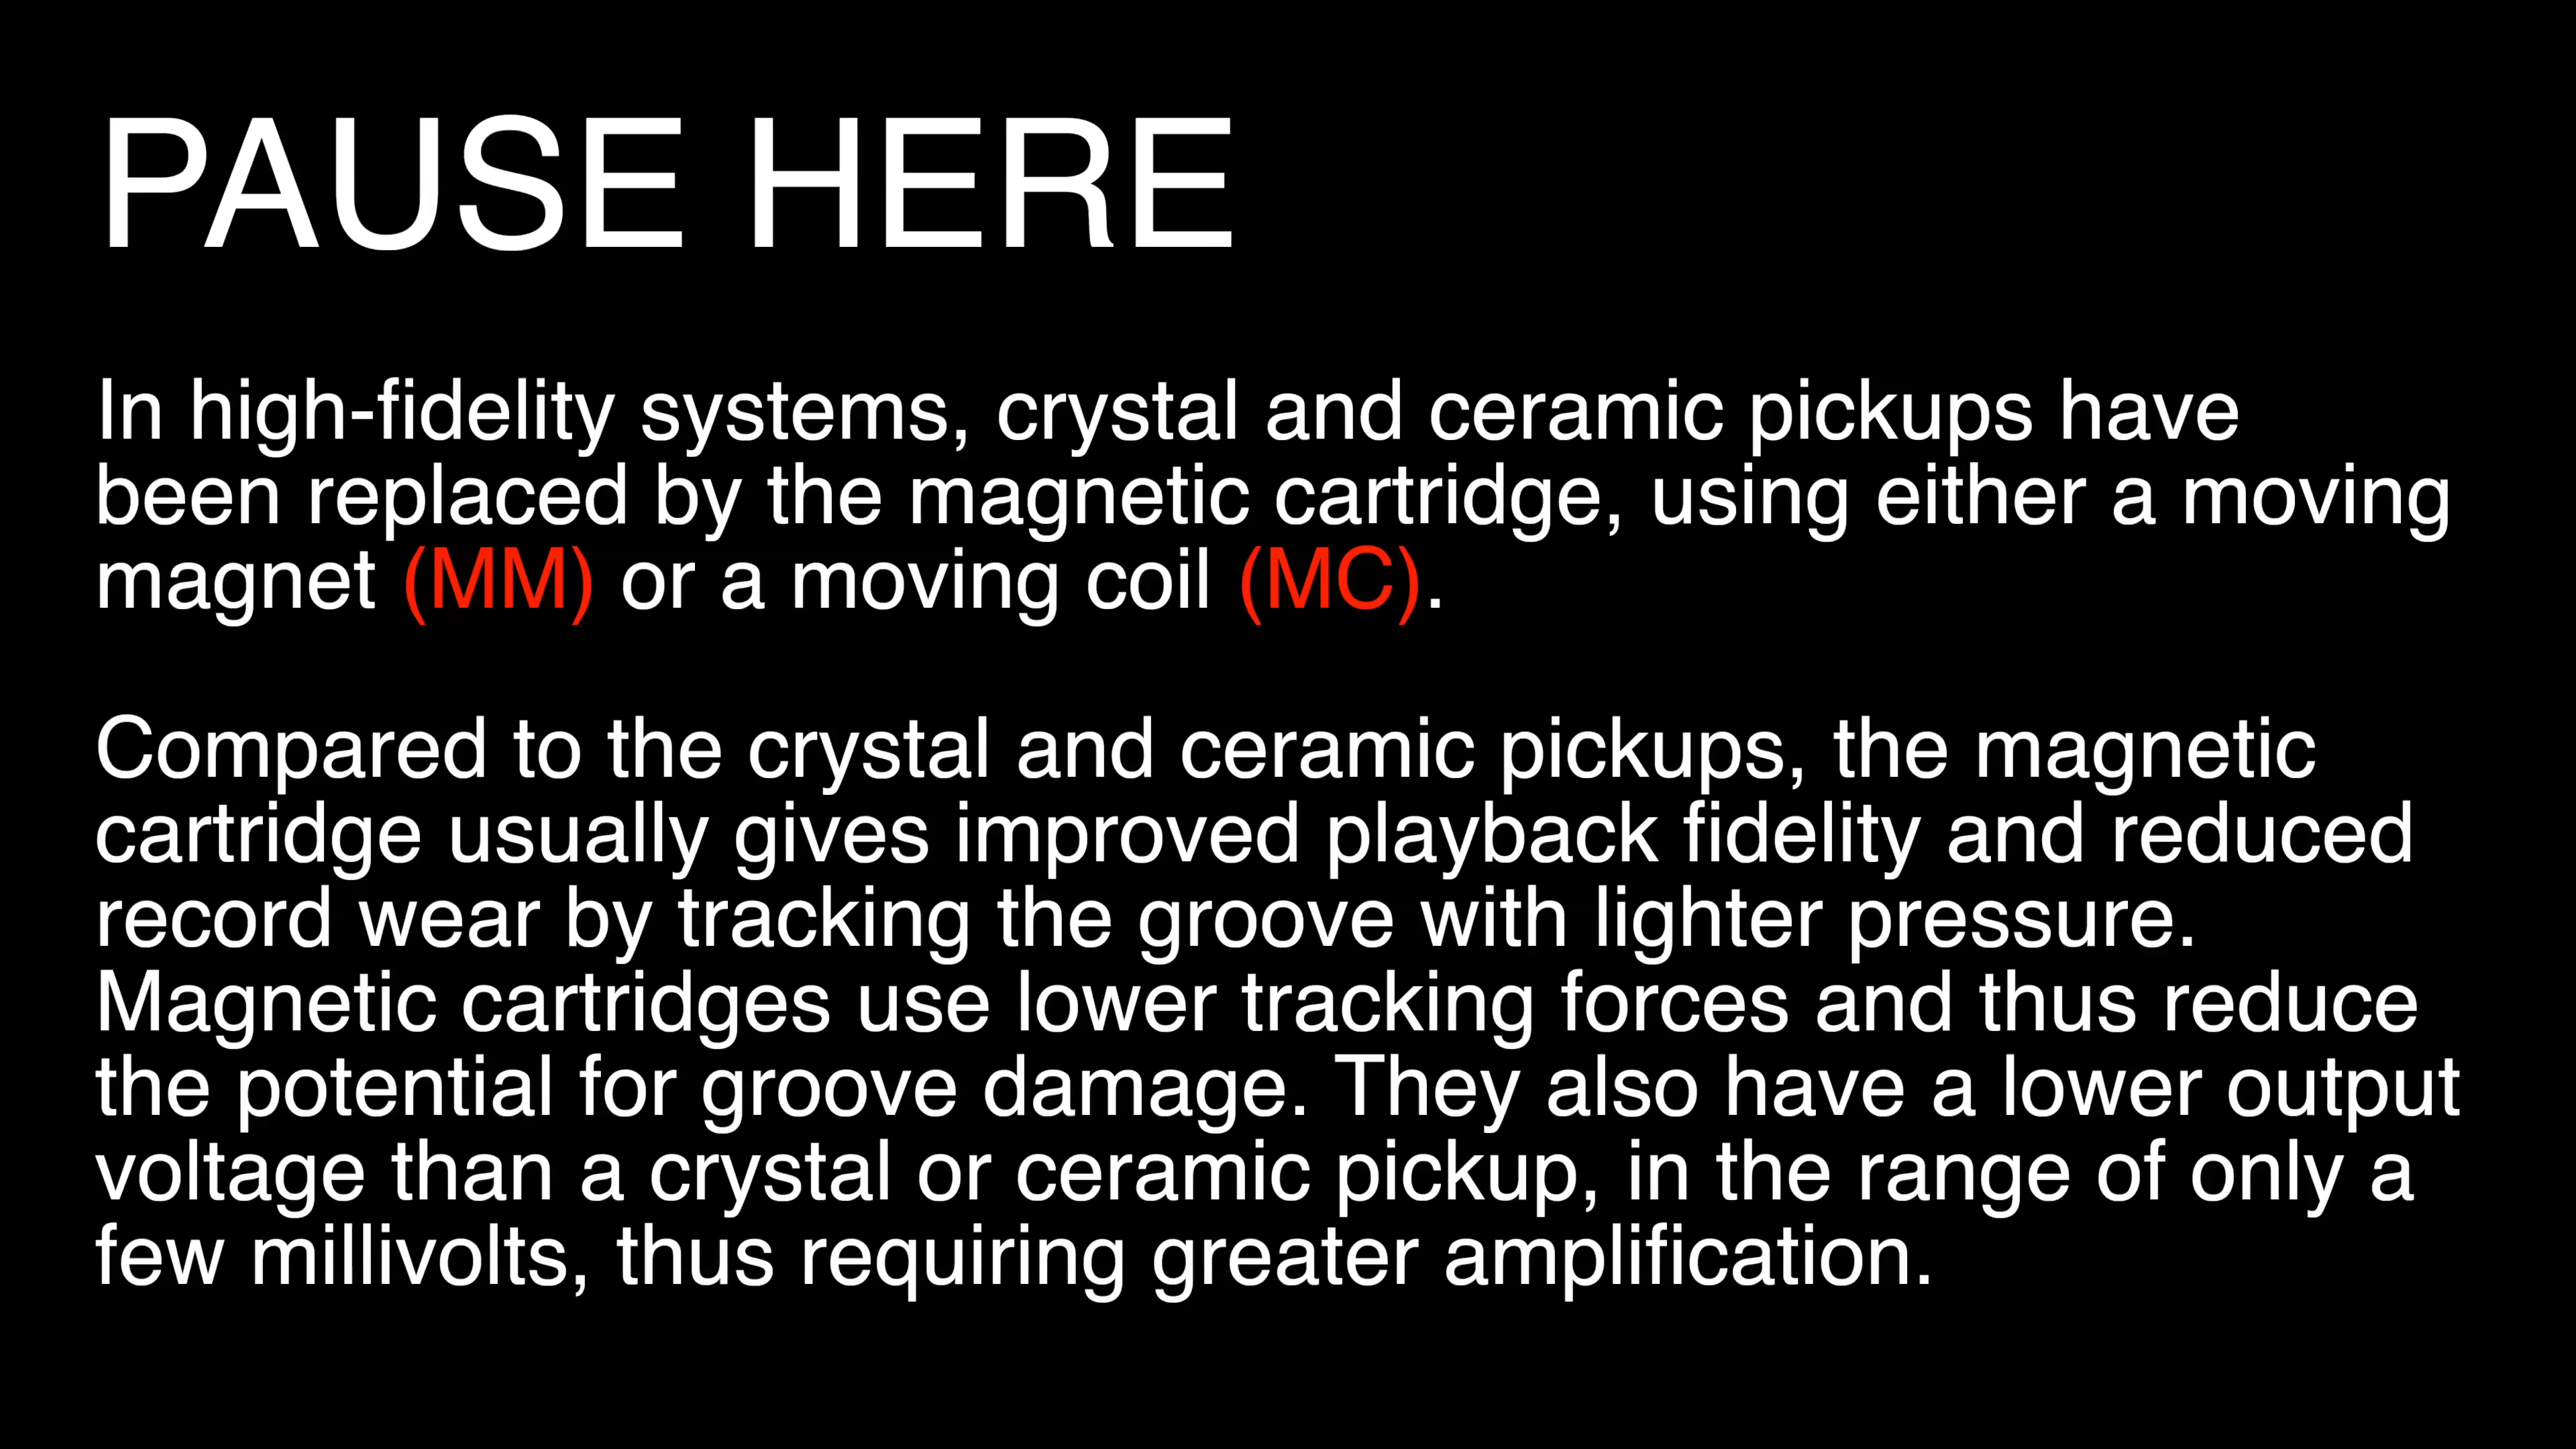 PAUSE HERE
In high-fidelity systems, crystal and ceramic pickups have
been replaced by the magnetic cartridge, using either a moving
magnet (MM) or a moving coil (MC).
Compared to the crystal and ceramic pickups, the magnetic
cartridge usually gives improved playback fidelity and reduced
record wear by tracking the groove with lighter pressure.
Magnetic cartridges use lower tracking forces and thus reduce
the potential for groove damage. They also have a lower output
voltage than a crystal or ceramic pickup, in the range of only a
few millivolts, thus requiring greater amplification.